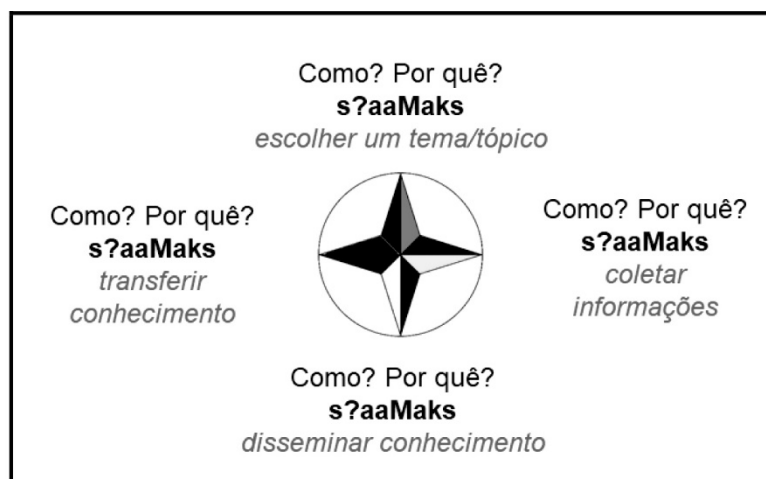 Como? Por quê?
s?aaMaks
escolher um tema/tópico
Como? Por quê?
s?aaMaks
transferir
conhecimento
Como? Por quê?
s?aaMaks
coletar
informações
Como? Por quê?
s?aaMaks
disseminar conhecimento